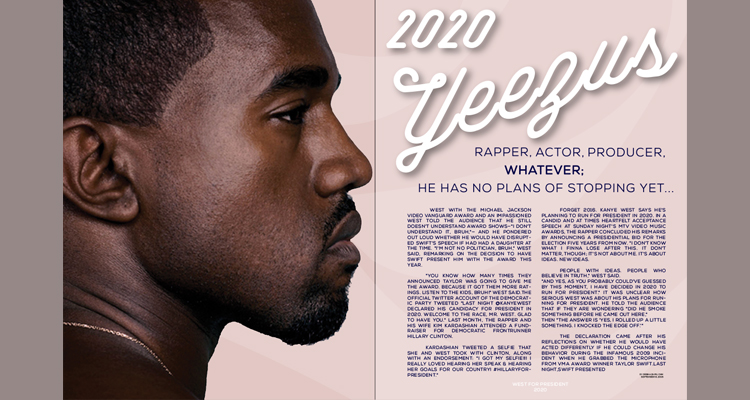 2020
Yeezus
RAPPER, ACTOR, PRODUCER,
WHATEVER;
HE HAS NO PLANS OF STOPPING YET...
WEST WITH THE MICHAEL JACKSON
VIDEO VANGUARD AWARD AND AN IMPASSIONED
WEST TOLD THE AUDIENCE THAT HE STILL
DOESN'T UNDERSTAND AWARD SHOWS—"I DON'T
UNDERSTAND IT, BRUH,"— AND HE PONDERED
OUT LOUD WHETHER HE WOULD HAVE DISRUPT-
ED SWIFT'S SPEECH IF HAD HAD A DAUGHTER AT
THE TIME. "I'M NOT NO POLITICIAN, BRUH," WEST
SAID, REMARKING ON THE DECISION TO HAVE
SWIFT PRESENT HIM WITH THE AWARD THIS
YEAR.
"YOU KNOW HOW MANY TIMES THEY
ANNOUNCED TAYLOR WAS GOING TO GIVE ME
THE AWARD, BECAUSE IT GOT THEM MORE RAT-
INGS. LISTEN TO THE KIDS, BRUH!" WEST SAID. THE
OFFICIAL TWITTER ACCOUNT OF THE DEMOCRAT-
IC PARTY TWEETED "LAST NIGHT @KANYEWEST
DECLARED HIS CANDIDACY FOR PRESIDENT IN
2020. WELCOME TO THE RACE, MR. WEST. GLAD
TO HAVE YOU." LAST MONTH, THE RAPPER AND
HIS WIFE KIM KARDASHIAN ATTENDED A FUND-
RAISER FOR DEMOCRATIC FRONTRUNNER
HILLARY CLINTON.
KARDASHIAN TWEETED A SELFIE THAT
SHE AND WEST TOOK WITH CLINTON, ALONG
WITH AN ENDORSEMENT. "I GOT MY SELFIE!!! I
REALLY LOVED HEARING HER SPEAK & HEARING
HER GOALS FOR OUR COUNTRY! #HILLARYFOR-
PRESIDENT."
FORGET 2016. KANYE WEST SAYS HE'S
PLANNING TO RUN FOR PRESIDENT IN 2020. IN A
CANDID AND AT TIMES HEARTFELT ACCEPTANCE
SPEECH AT SUNDAY NIGHT'S MTV VIDEO MUSIC
AWARDS, THE RAPPER CONCLUDED HIS REMARKS
BY ANNOUNCING A PRESIDENTIAL BID FOR THE
ELECTION FIVE YEARS FROM NOW. "I DON'T KNOW
WHAT I FINNA LOSE AFTER THIS. IT DON'T
MATTER, THOUGH; IT'S NOT ABOUT ME. IT'S ABOUT
IDEAS. NEW IDEAS.
PEOPLE WITH IDEAS. PEOPLE WHO
BELIEVE IN TRUTH," WEST SAID.
"AND YES, AS YOU PROBABLY COULD'VE GUESSED
BY THIS MOMENT, I HAVE DECIDED IN 2020 TO
RUN FOR PRESIDENT." IT WAS UNCLEAR HOW
SERIOUS WEST WAS ABOUT HIS PLANS FOR RUN-
NING FOR PRESIDENT. HE TOLD THE AUDIENCE
THAT IF THEY ARE WONDERING "DID HE SMOKE
SOMETHING BEFORE HE CAME OUT HERE,"
THEN "THE ANSWER IS 'YES, I ROLLED UP A LITTLE
SOMETHING. I KNOCKED THE EDGE OFF.'"
THE DECLARATION CAME AFTER HIS
REFLECTIONS ON WHETHER HE WOULD HAVE
ACTED DIFFERENTLY IF HE COULD CHANGE HIS
BEHAVIOR DURING THE INFAMOUS 2009 INCI-
DENT WHEN HE GRABBED THE MICROPHONE
FROM VMA AWARD WINNER TAYLOR SWIFT. LAST
NIGHT, SWIFT PRESENTED
WEST FOR PRESIDENT
2020